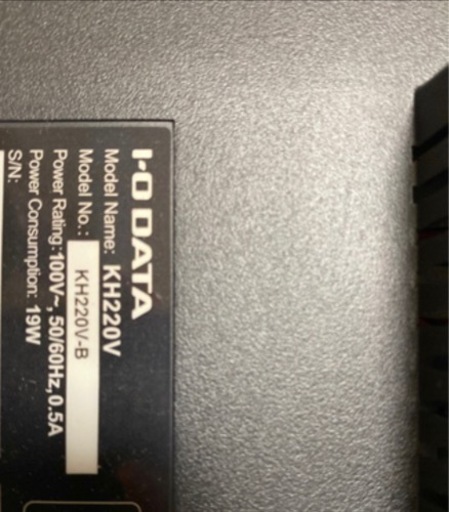 I-O DATA
Model Name: KH220V
Model No.: KH220V-B
Power Rating:100V~, 50/60Hz,0.5A
Power Consumption: 19W
S/N: